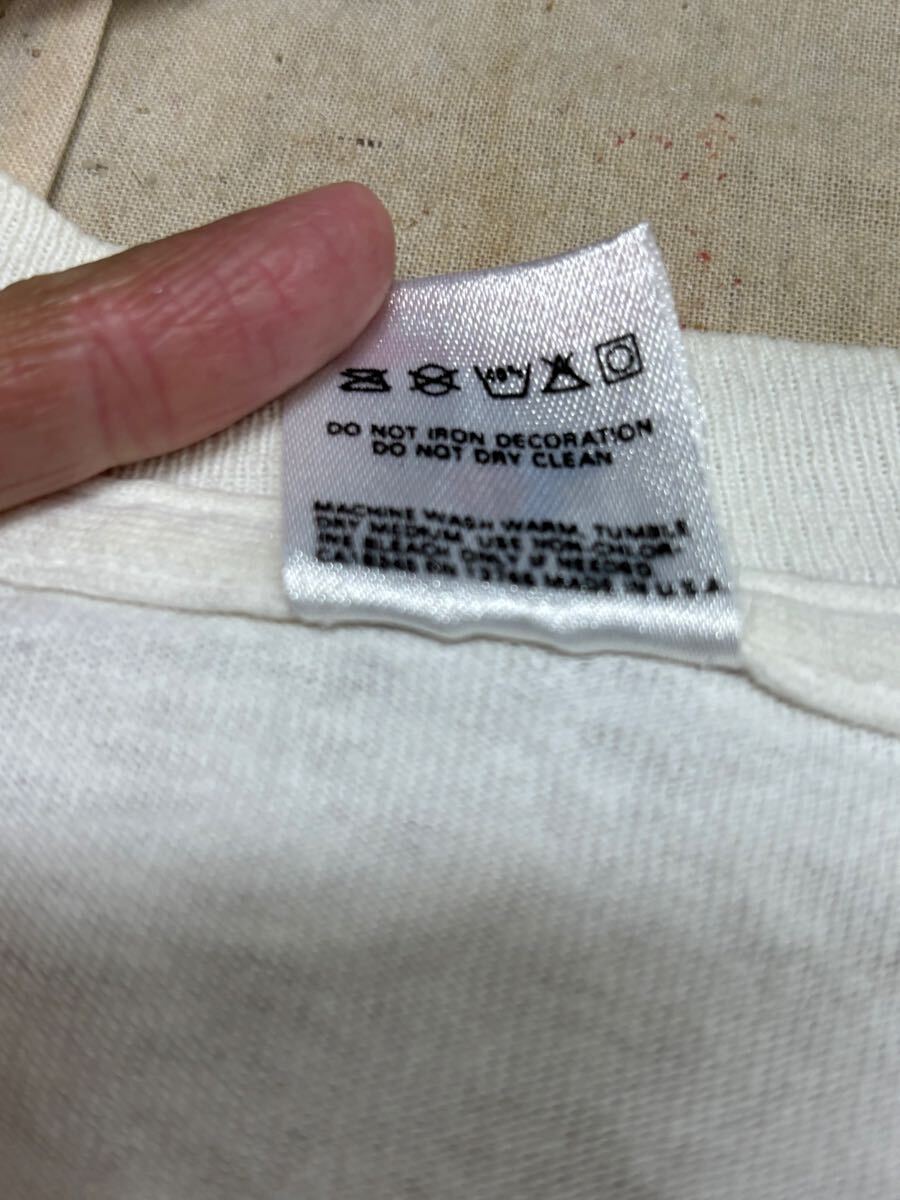 40°c
DO NOT IRON DECORATION
DO NOT DRY CLEAN
MACHINE WASH WARM, TUMBLE
DRY MEDIUM, USE NON-CHLOR-
INE BLEACH ONLY IF NEEDED
MADE IN U.S.A